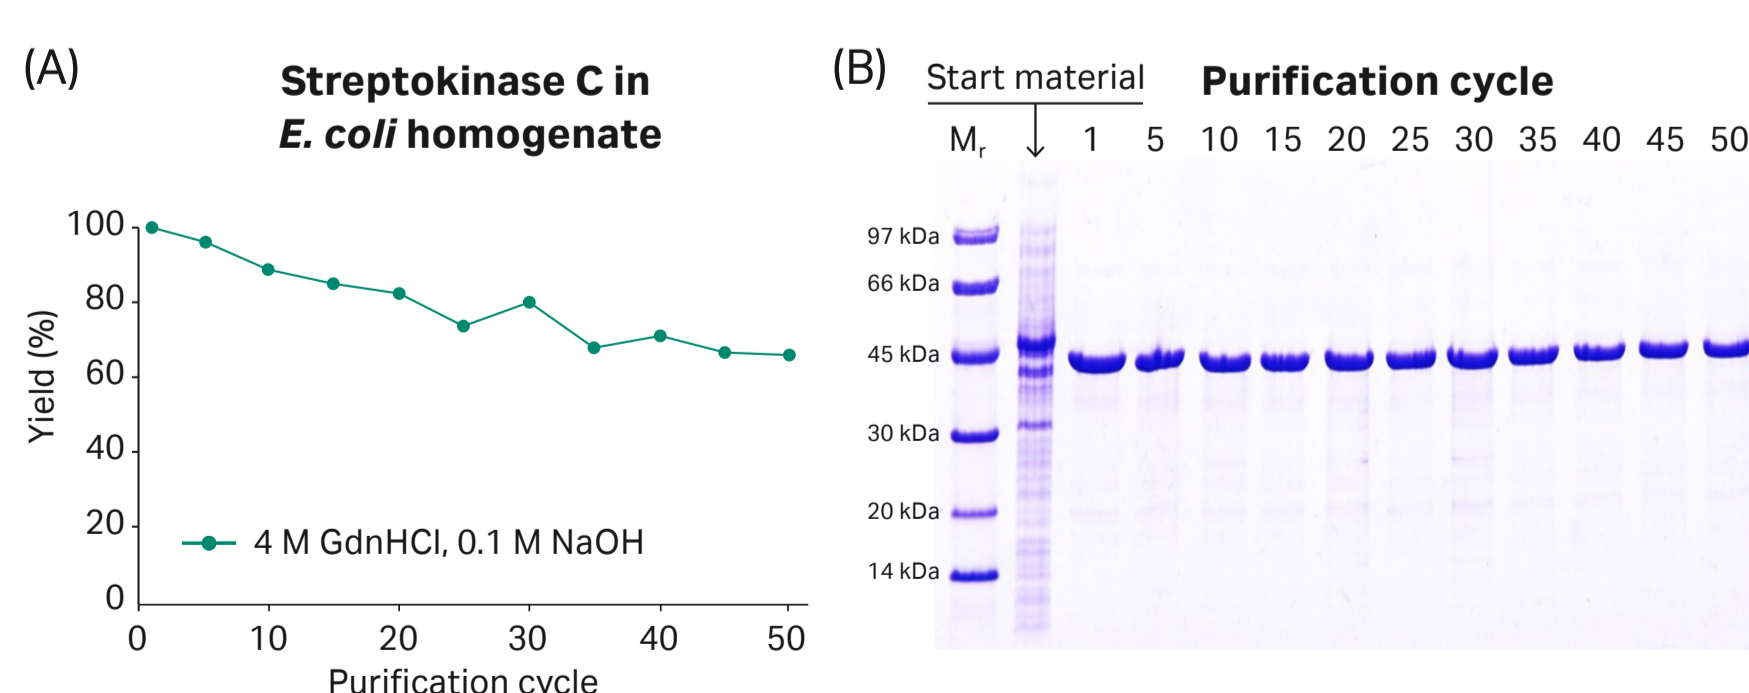 (A)
Streptokinase C in
E. coli homogenate
Yield (%)
100
80
60
40
20
0
4 M GdnHCl, 0.1 M NaOH
0 10 20 30 40 50
Purification cycle
(B)
Start material Purification cycle
Mr 1 5 10 15 20 25 30 35 40 45 50
97 kDa
66 kDa
45 kDa
30 kDa
20 kDa
14 kDa